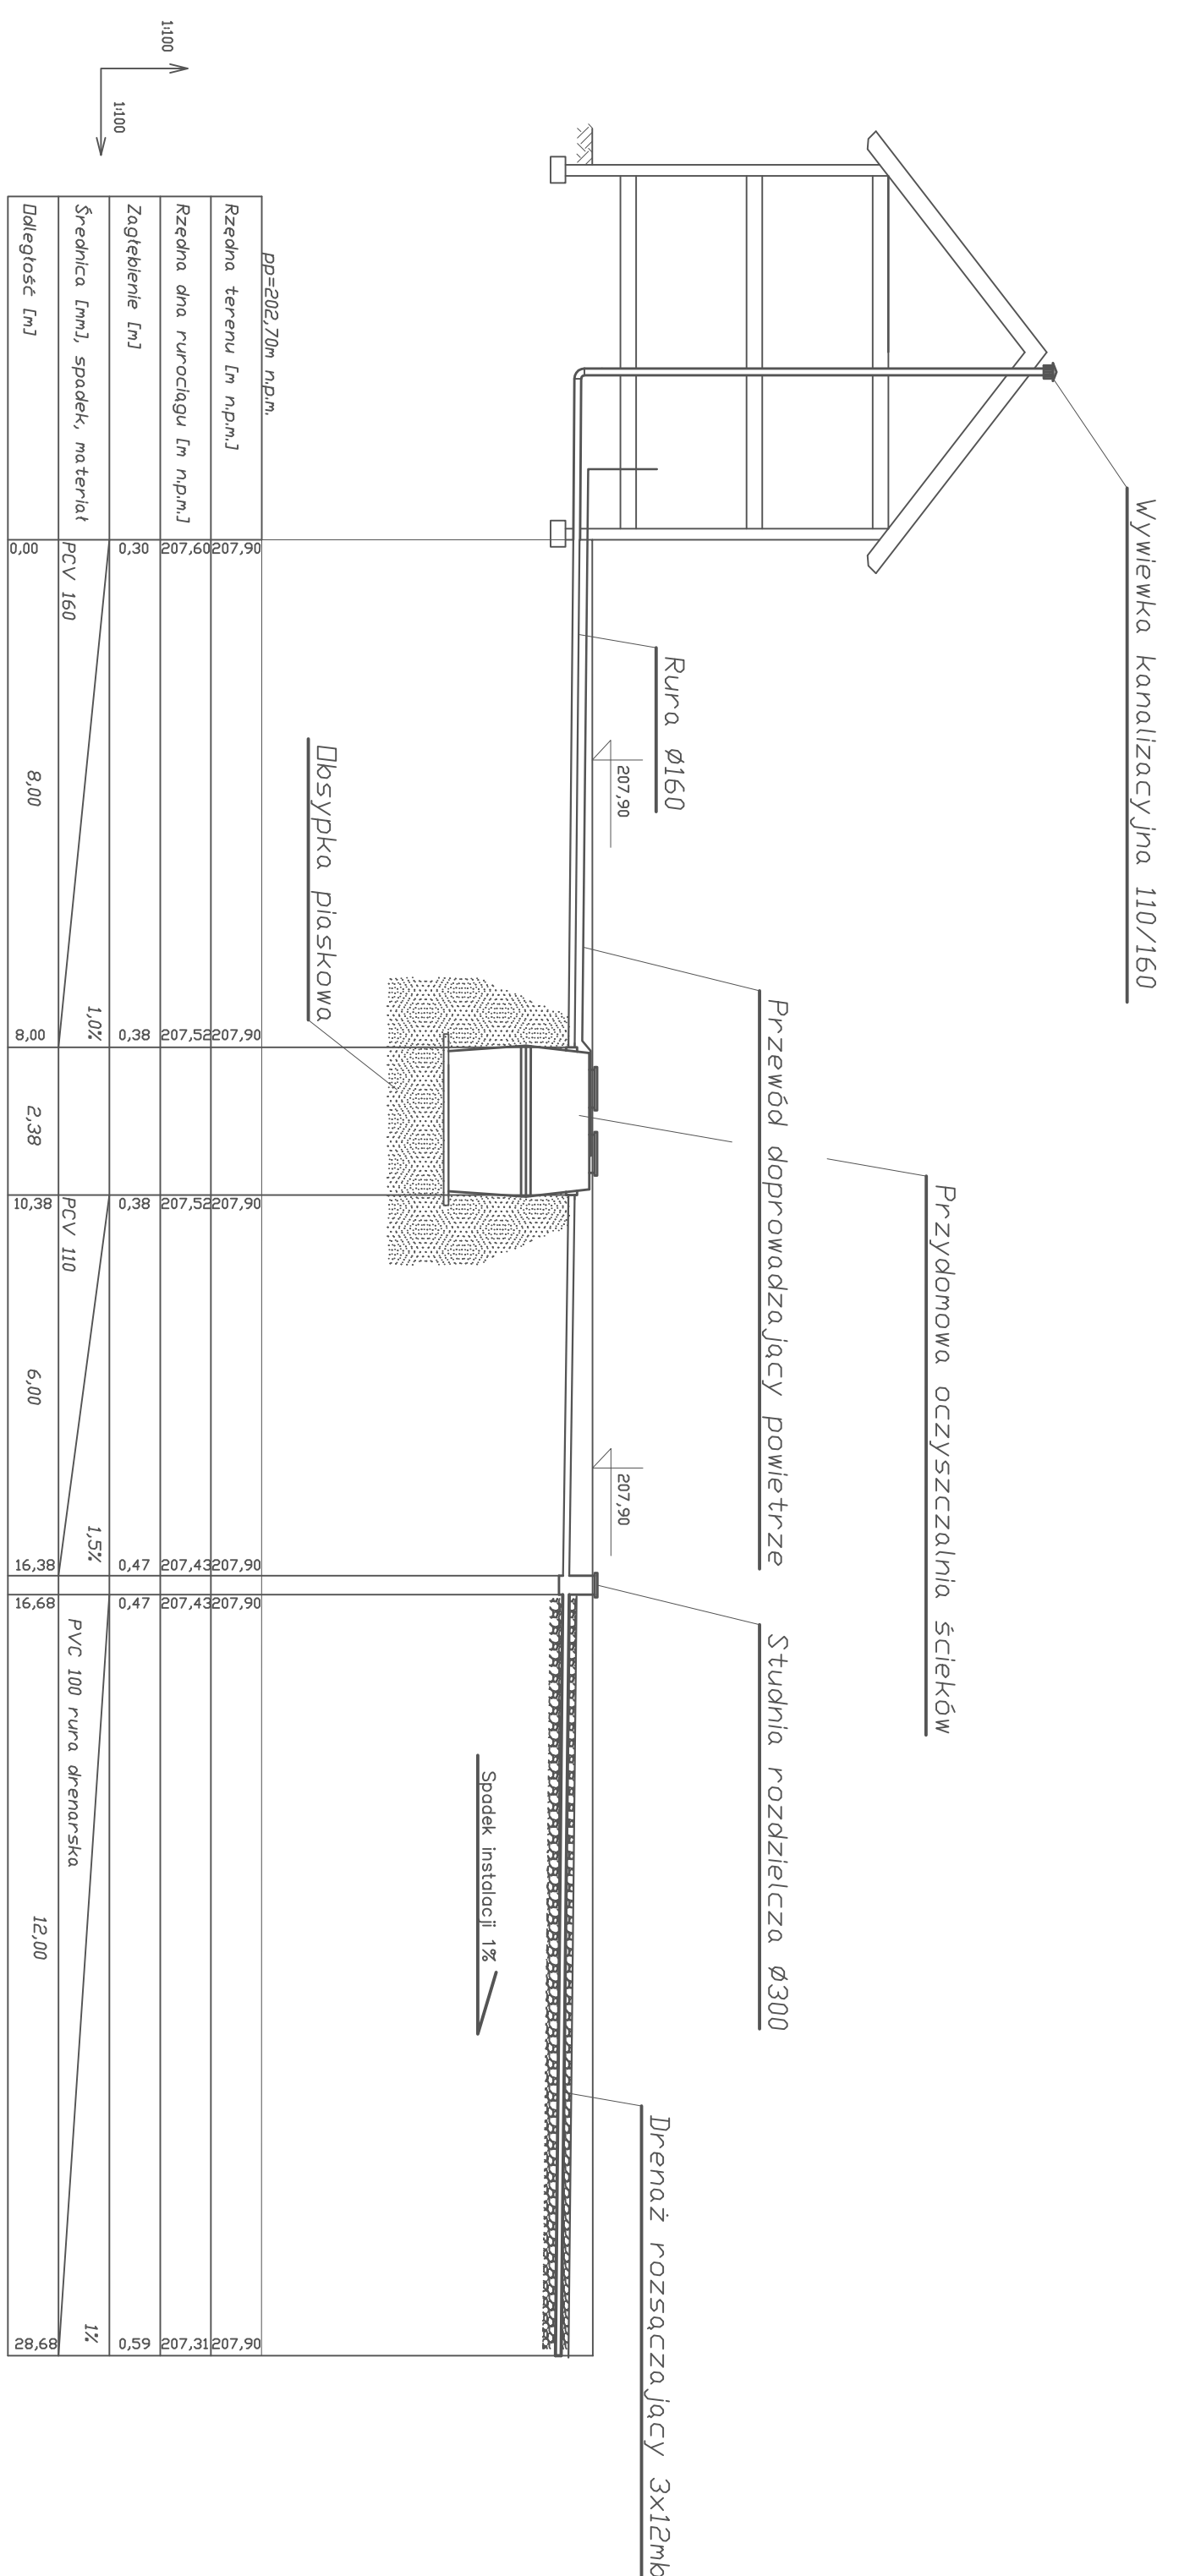 Wywiewka kanalizacyjna 110/160
Przydomowa oczyszczalnia ścieków
Przewód doprowadzający powietrze
Studnia rozdzielcza Ø300
Rura Ø160
Drenaż rozsączający 3x12mb
207,90
207,90
Spadek instalacji 1%
Obsypka piaskowa
1:100
1:100
pp=202,70m n.p.m.
Rzędna terenu [m n.p.m.] 207,90 207,90 207,90 207,90 207,90 207,90
Rzędna dna rurociągu [m n.p.m.] 207,60 207,52 207,52 207,43 207,43 207,31
Zagłębienie [m] 0,30 0,38 0,38 0,47 0,47 0,59
Średnica [mm], spadek, materiał PCV 160 1,0% PCV 110 1,5% PVC 100 rura drenarska 1%
Odległość [m] 8,00 2,38 6,00 12,00
0,00 8,00 10,38 16,38 16,68 28,68